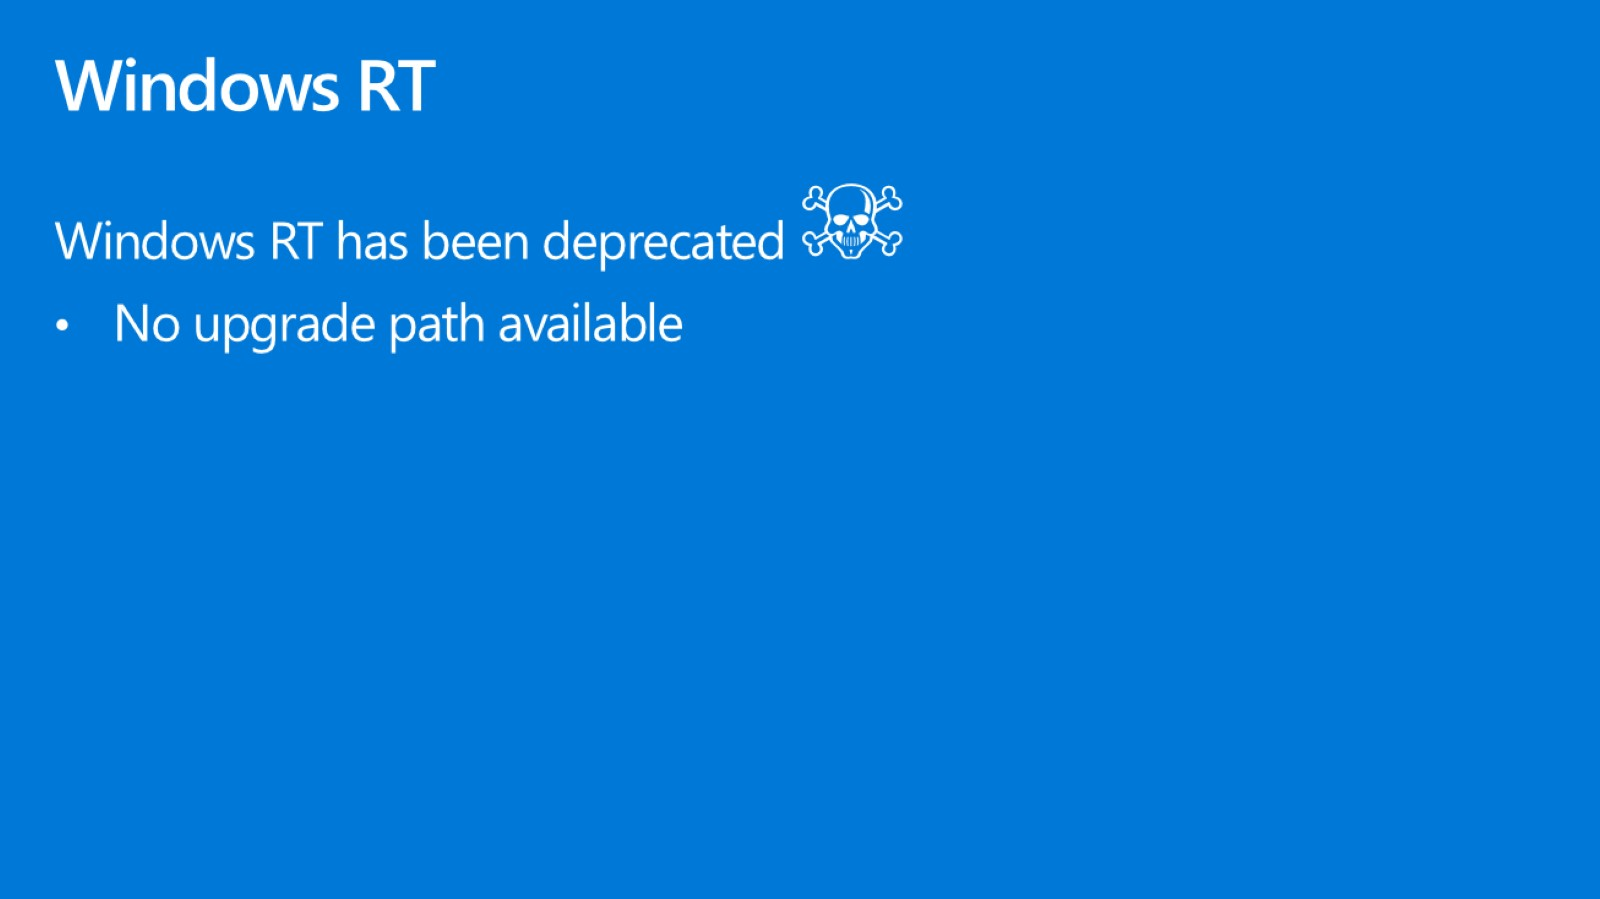 Windows RT
Windows RT has been deprecated
• No upgrade path available